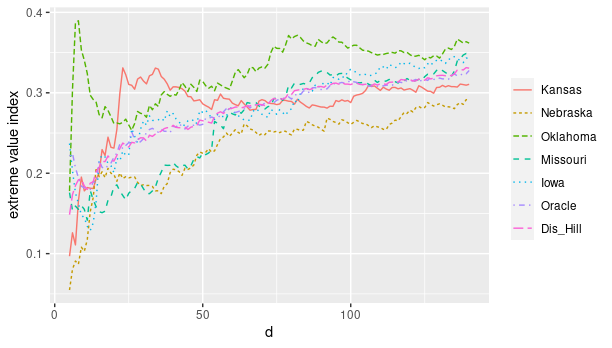 0.4
0.3
0.2
0.1
extreme value index
0
50
100
d
Kansas
Nebraska
Oklahoma
Missouri
Iowa
Oracle
Dis_Hill